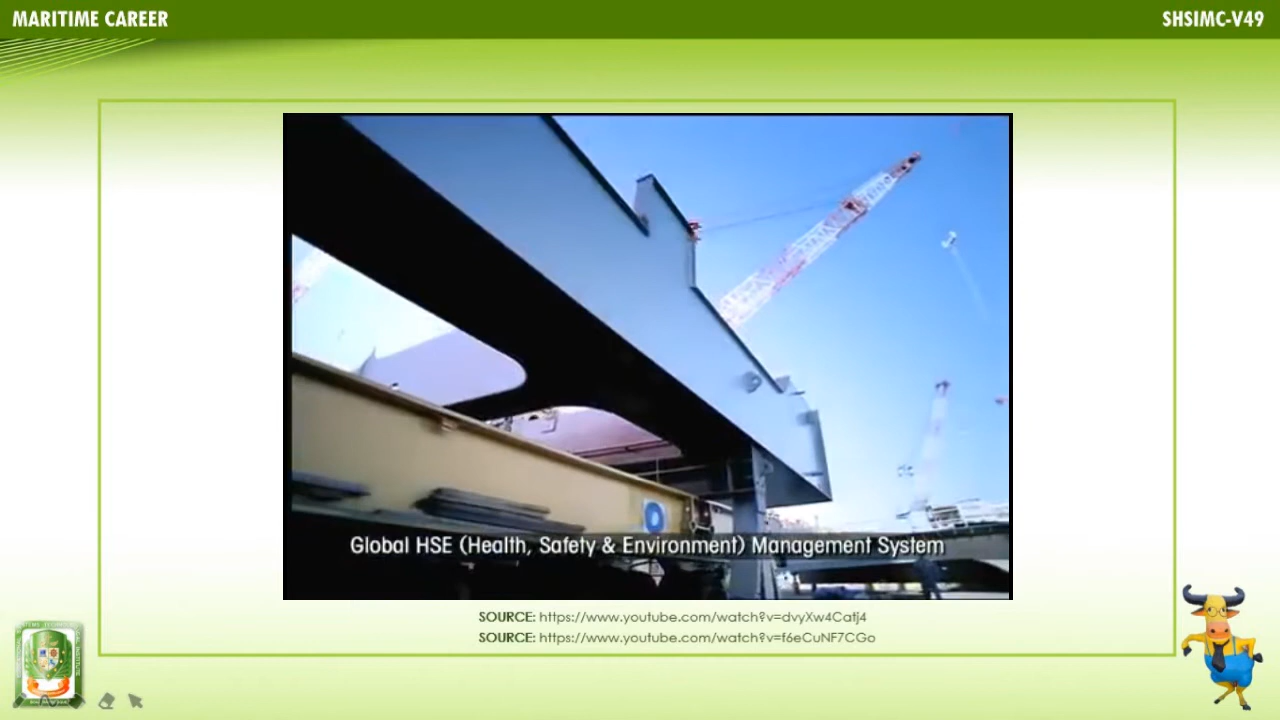 MARITIME CAREER
SHSIMC-V49
Global HSE (Health, Safety & Environment) Management System
SOURCE: https://www.youtube.com/watch?v=dvyXw4Catj4
SOURCE: https://www.youtube.com/watch?v=f6eCuNF7CGo